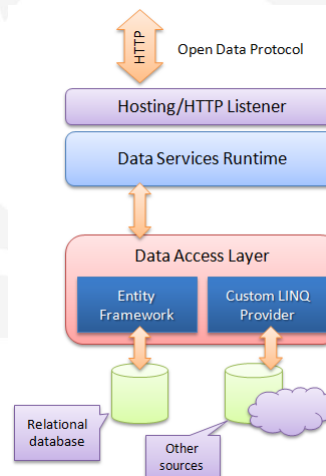 HTTP
Open Data Protocol
Hosting/HTTP Listener
Data Services Runtime
Data Access Layer
Entity
Framework
Custom LINQ
Provider
Relational
database
Other
sources